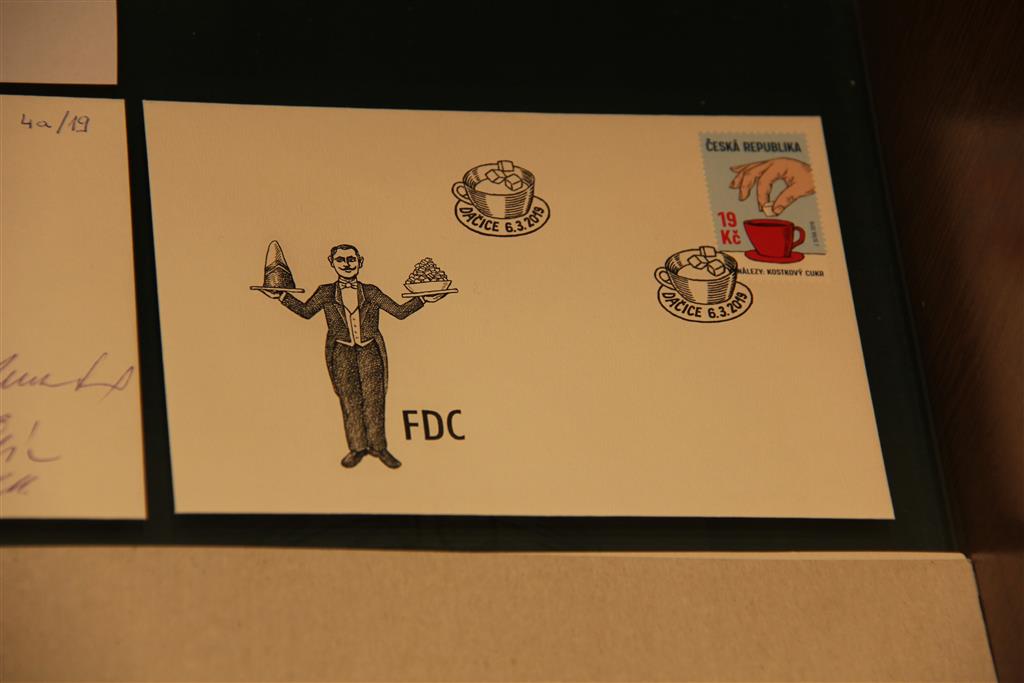 4a/19
DAČICE 6.3.2019
ČESKÁ REPUBLIKA
19
Kč
NÁLEZY: KOSTKOVÝ CUKR
DAČICE 6.3.2019
FDC